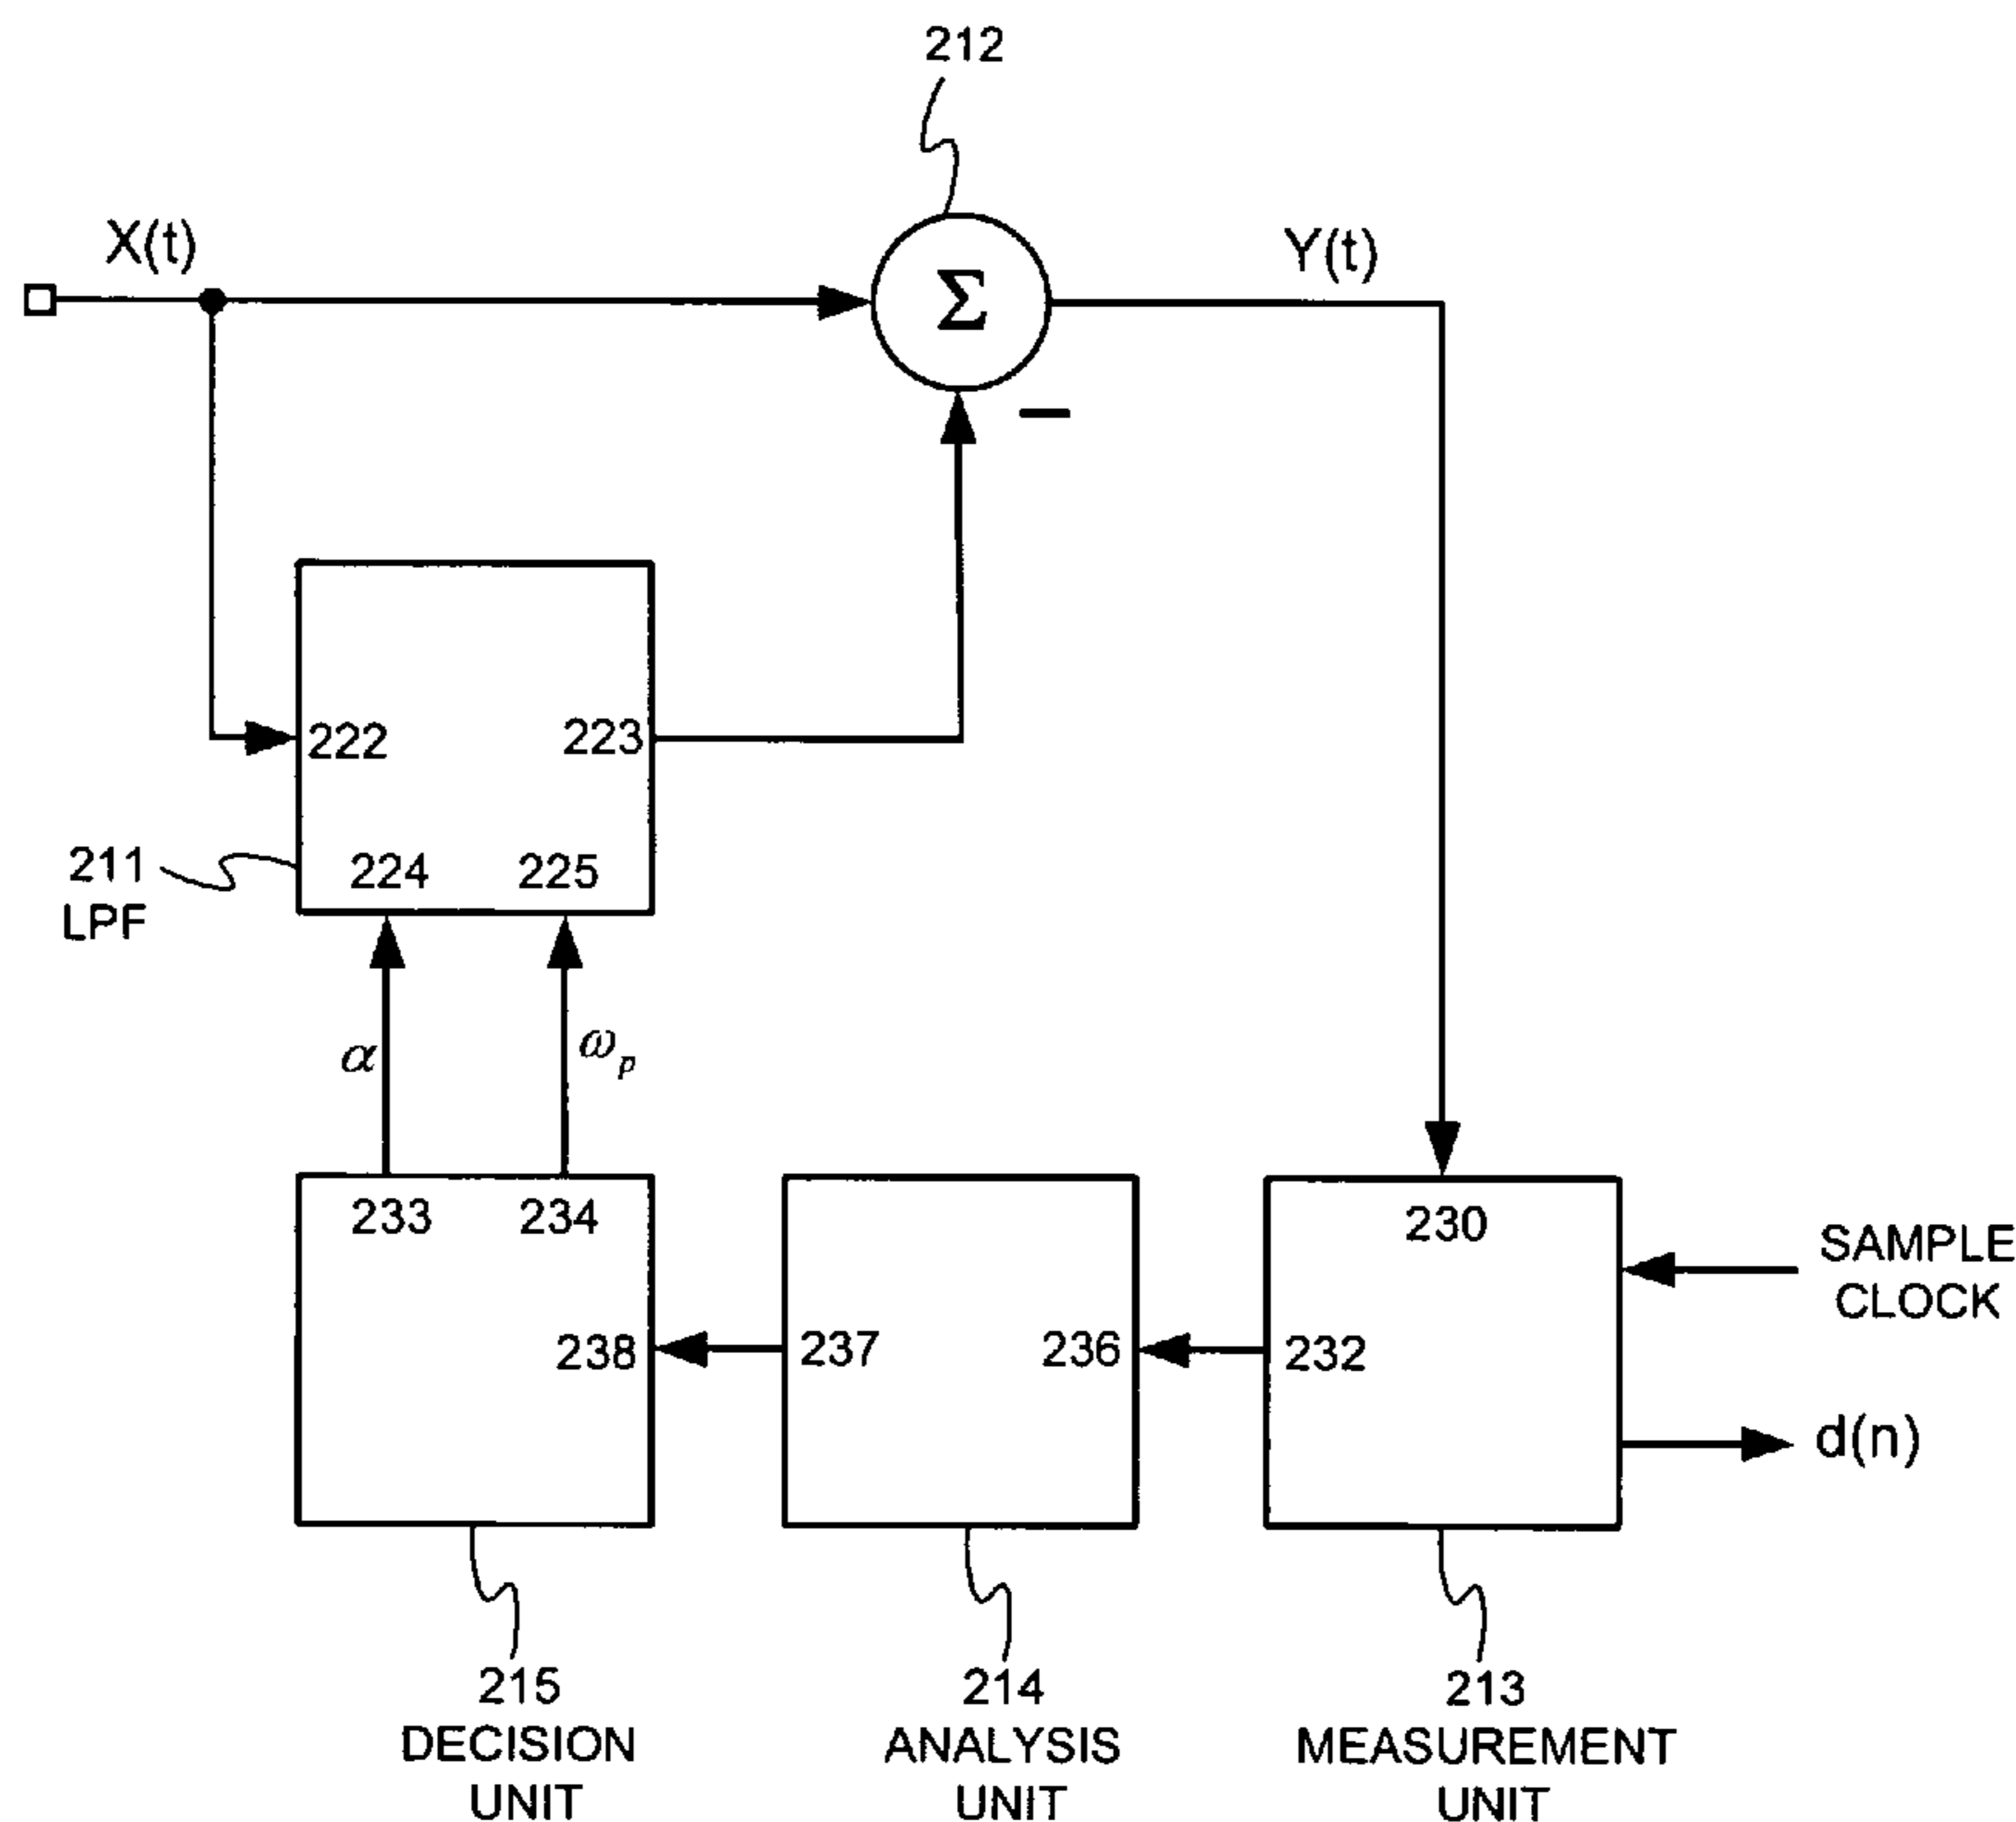 212
X(t)
Σ
Y(t)
−
222
223
211
LPF
224
225
α
ωp
233
234
230
SAMPLE
CLOCK
238
237
236
232
d(n)
215
DECISION
UNIT
214
ANALYSIS
UNIT
213
MEASUREMENT
UNIT